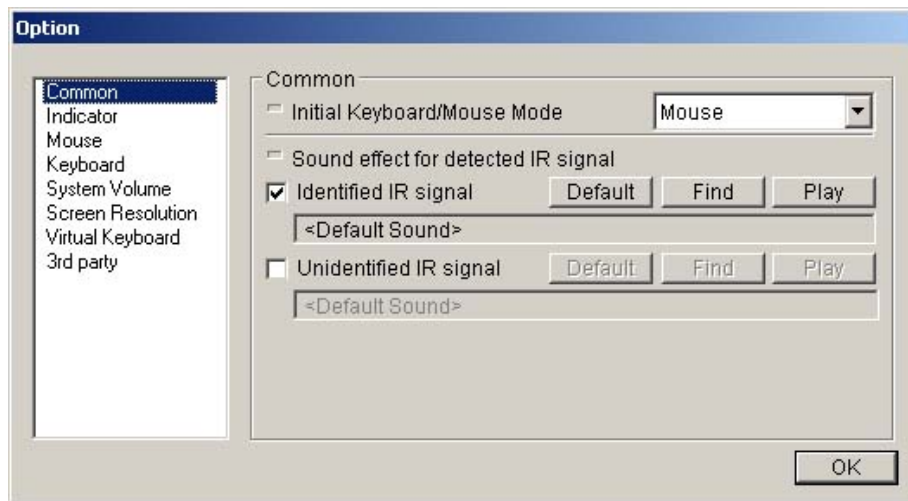 Option
Common
Indicator
Mouse
Keyboard
System Volume
Screen Resolution
Virtual Keyboard
3rd party
Common
Initial Keyboard/Mouse Mode Mouse
Sound effect for detected IR signal
Identified IR signal Default Find Play
<Default Sound>
Unidentified IR signal Default Find Play
<Default Sound>
OK